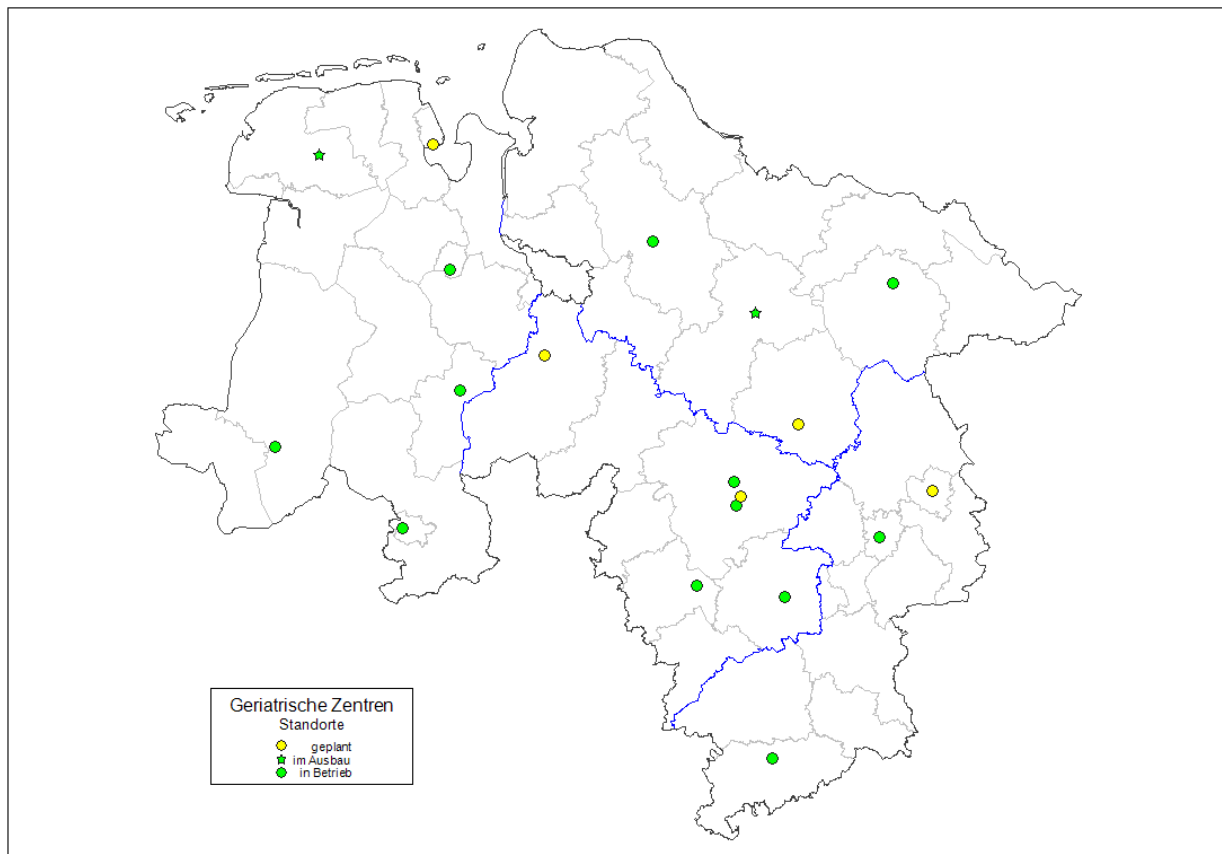 Geriatrische Zentren
Standorte
geplant
im Ausbau
in Betrieb